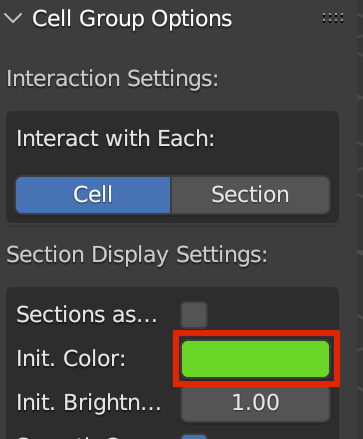 Cell Group Options
Interaction Settings:
Interact with Each:
Cell Section
Section Display Settings:
Sections as...
Init. Color:
Init. Brightn... 1.00